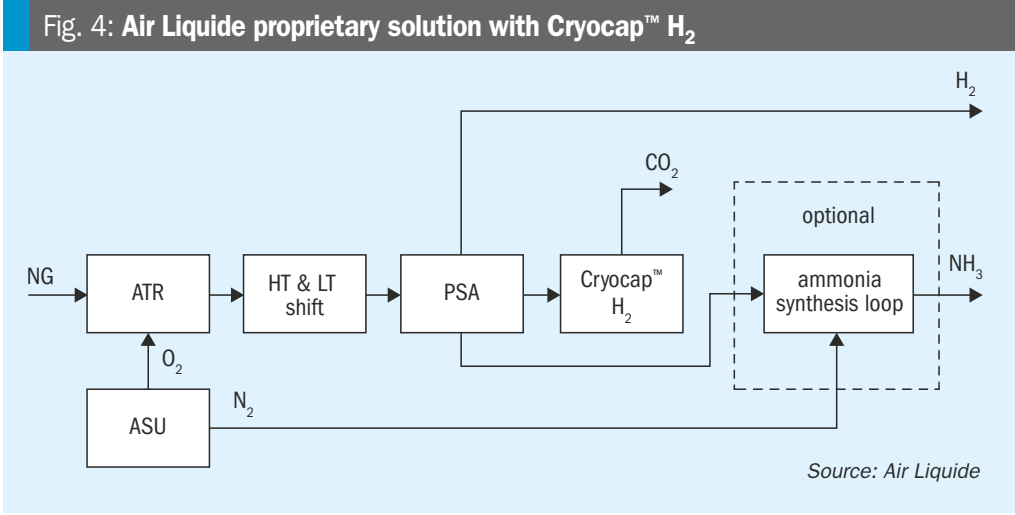 Fig. 4: Air Liquide proprietary solution with Cryocap™ H₂
H₂
CO₂
optional
NG
ATR
HT & LT
shift
PSA
Cryocap™
H₂
ammonia
synthesis loop
NH₃
O₂
ASU
N₂
Source: Air Liquide